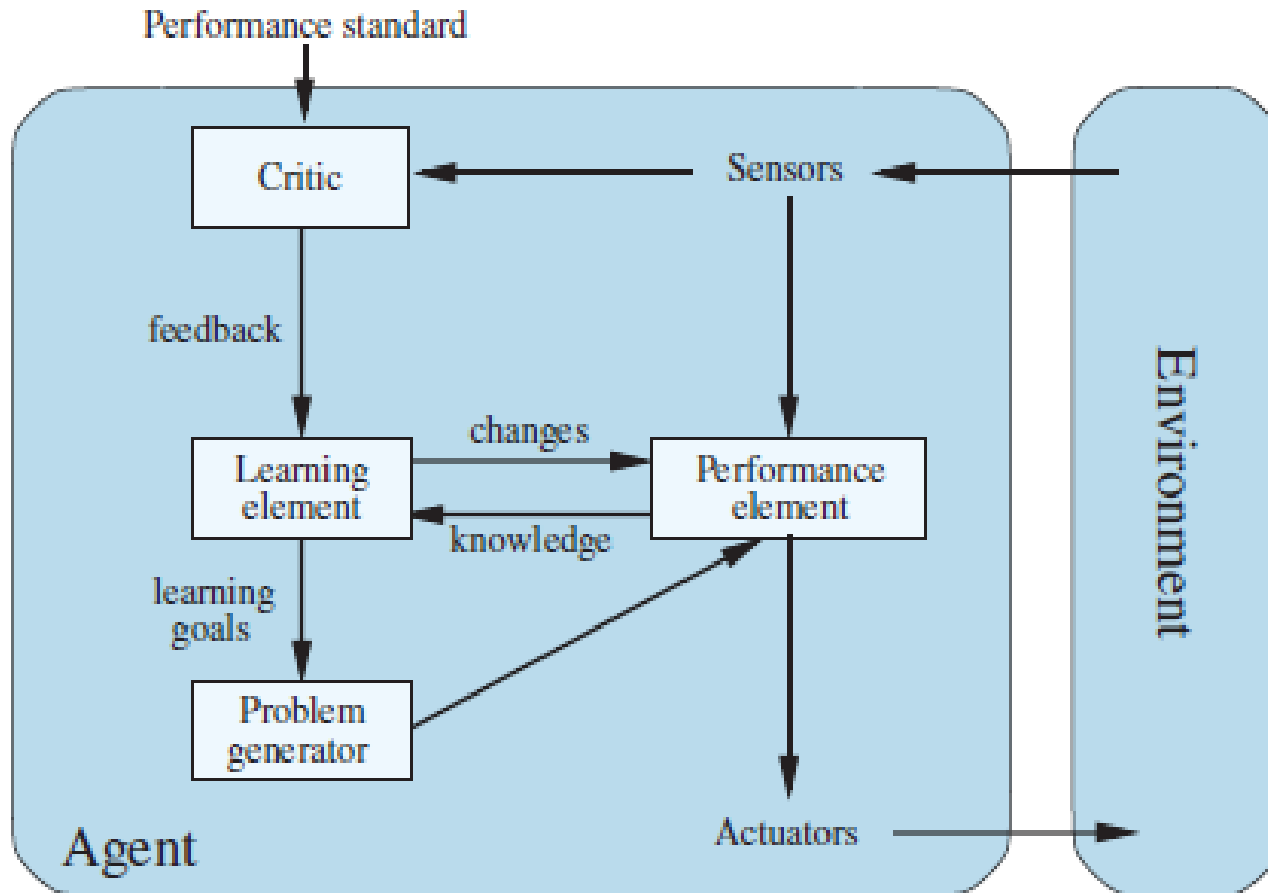 Performance standard
Critic
Sensors
feedback
changes
Learning
element
Performance
element
knowledge
learning
goals
Problem
generator
Actuators
Agent
Environment